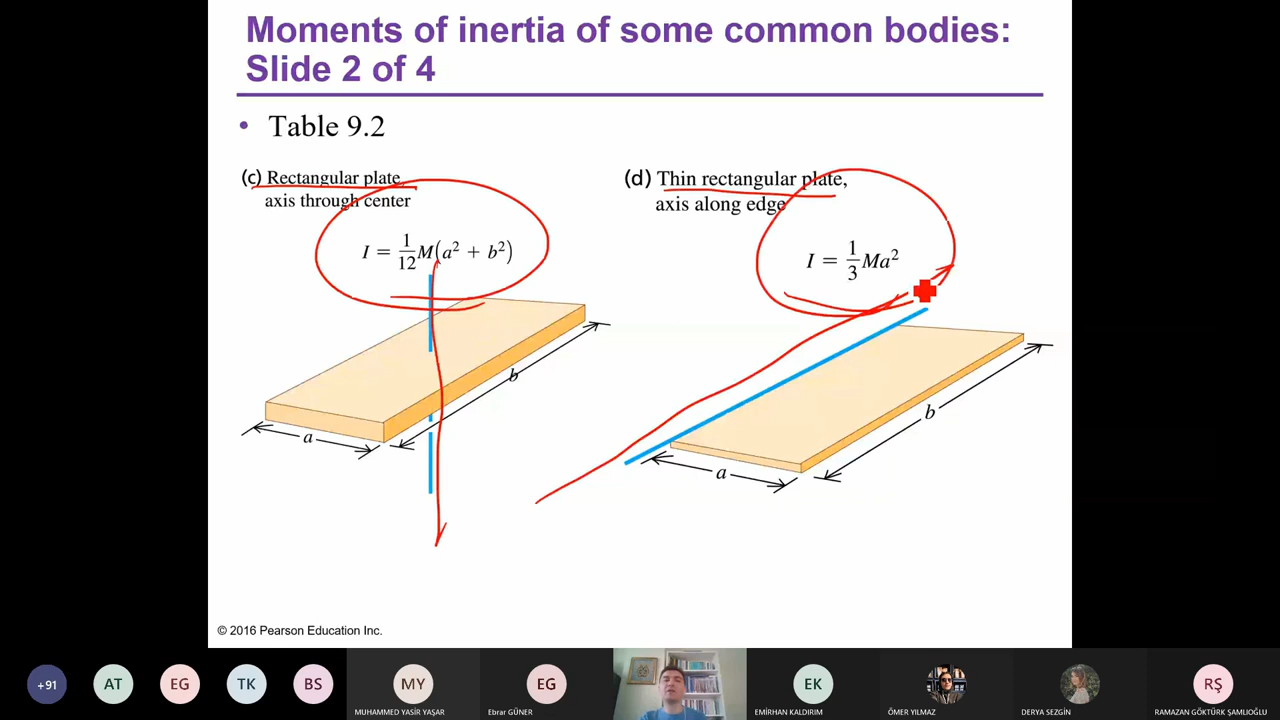 Moments of inertia of some common bodies:
Slide 2 of 4
• Table 9.2
(c) Rectangular plate,
axis through center
I = 1/12 M(a² + b²)
b
a
(d) Thin rectangular plate,
axis along edge
I = 1/3 Ma²
b
a
© 2016 Pearson Education Inc.
+91
AT
EG
TK
BS
MY
MUHAMMED YASİR YAŞAR
EG
Ebrar GÜNER
EK
EMİRHAN KALDIRIM
ÖMER YILMAZ
DERYA SEZGİN
RŞ
RAMAZAN GÖKTÜRK ŞAMLIOĞLU